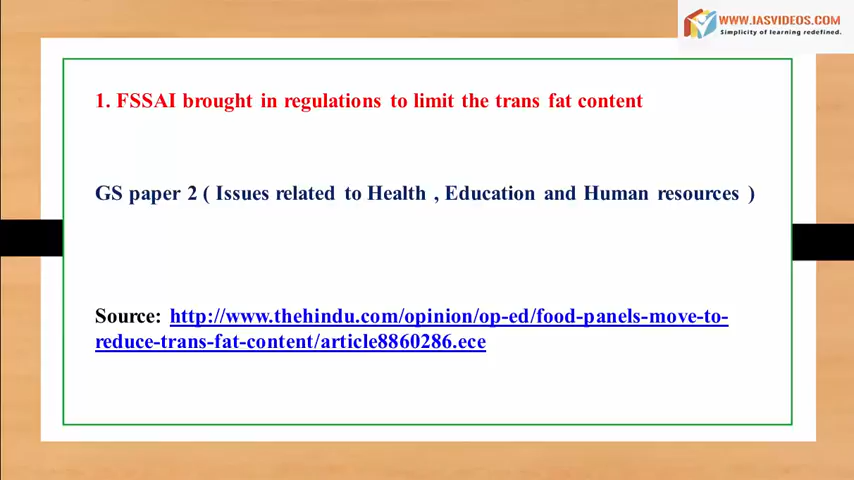 WWW.IASVIDEOS.COM
Simplicity of learning redefined.
1. FSSAI brought in regulations to limit the trans fat content
GS paper 2 ( Issues related to Health , Education and Human resources )
Source: http://www.thehindu.com/opinion/op-ed/food-panels-move-to-
reduce-trans-fat-content/article8860286.ece